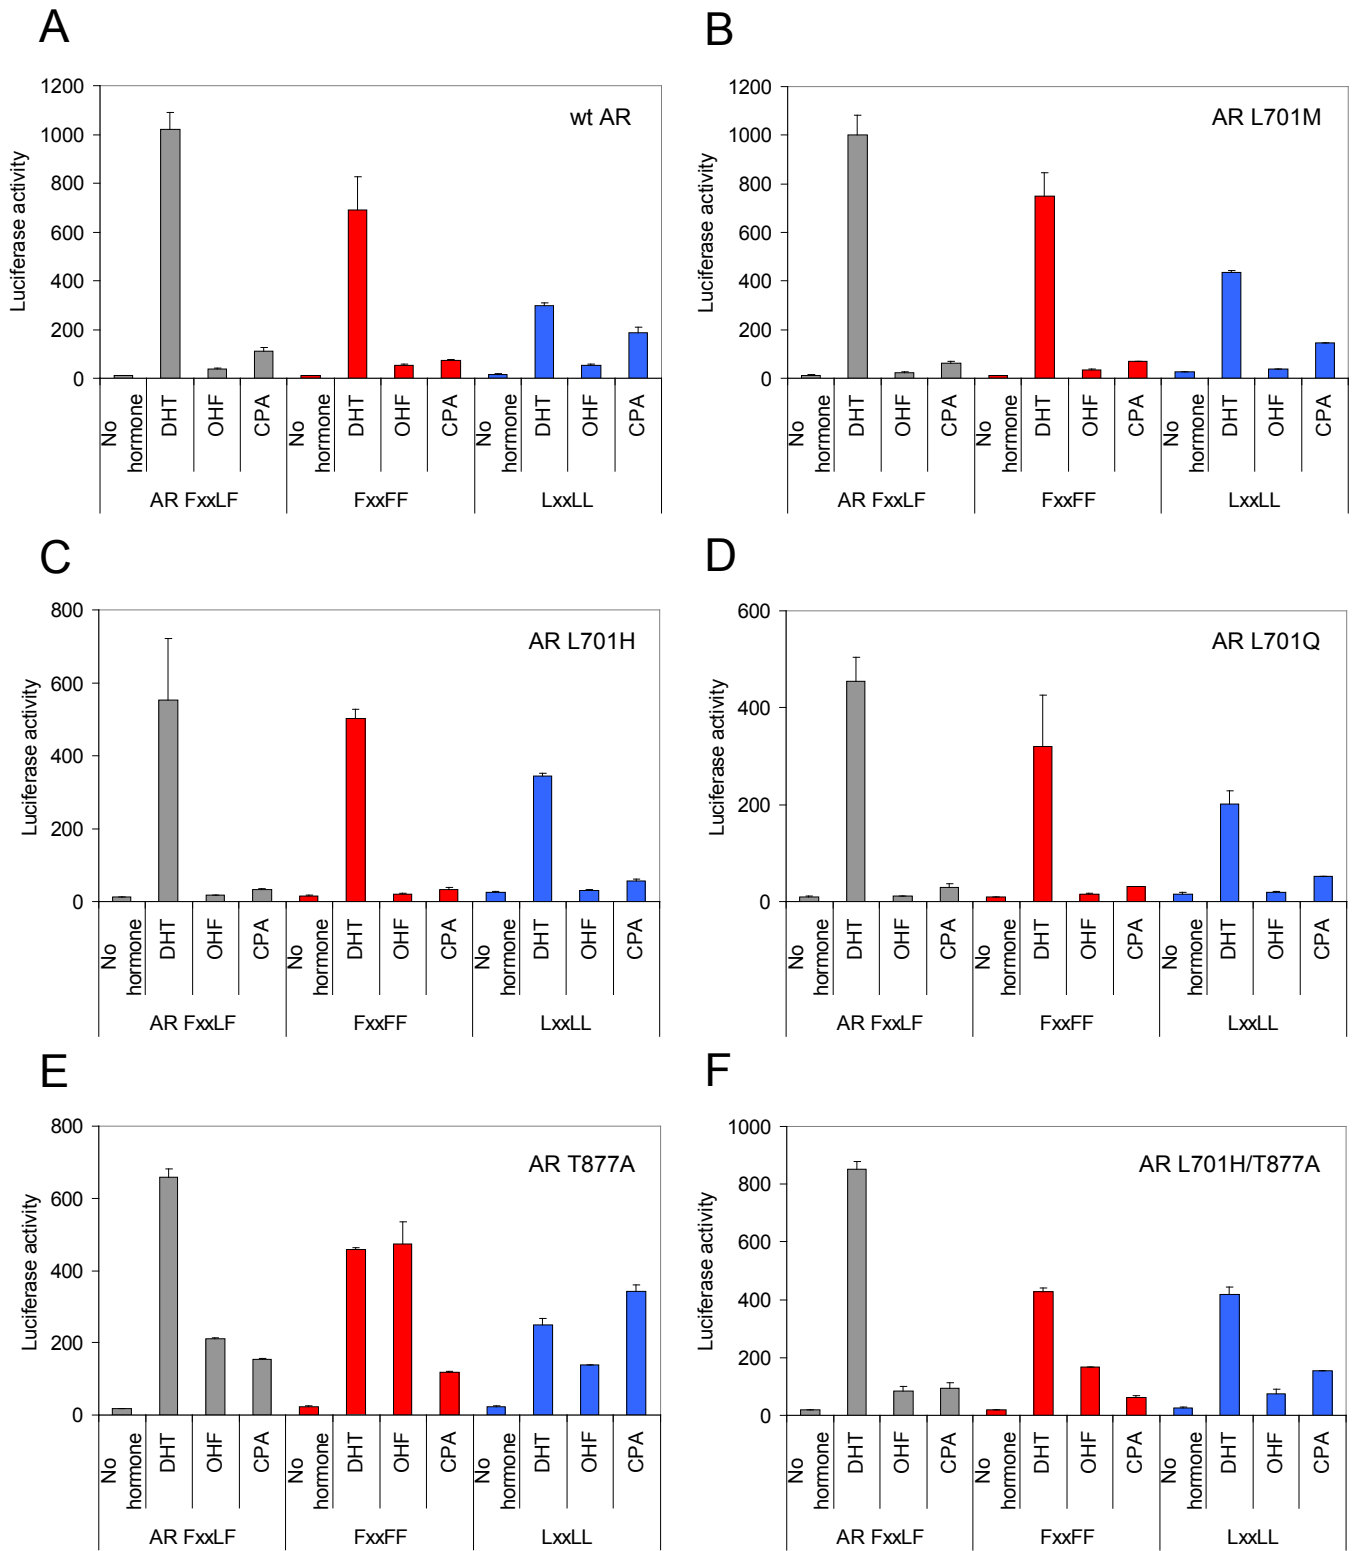 A
1200
1000
800
600
400
200
0
Luciferase activity
wt AR
No hormone
DHT
OHF
CPA
No hormone
DHT
OHF
CPA
No hormone
DHT
OHF
CPA
AR FxxLF
FxxFF
LxxLL
B
1200
1000
800
600
400
200
0
Luciferase activity
AR L701M
No hormone
DHT
OHF
CPA
No hormone
DHT
OHF
CPA
No hormone
DHT
OHF
CPA
AR FxxLF
FxxFF
LxxLL
C
800
600
400
200
0
Luciferase activity
AR L701H
No hormone
DHT
OHF
CPA
No hormone
DHT
OHF
CPA
No hormone
DHT
OHF
CPA
AR FxxLF
FxxFF
LxxLL
D
600
400
200
0
Luciferase activity
AR L701Q
No hormone
DHT
OHF
CPA
No hormone
DHT
OHF
CPA
No hormone
DHT
OHF
CPA
AR FxxLF
FxxFF
LxxLL
E
800
600
400
200
0
Luciferase activity
AR T877A
No hormone
DHT
OHF
CPA
No hormone
DHT
OHF
CPA
No hormone
DHT
OHF
CPA
AR FxxLF
FxxFF
LxxLL
F
1000
800
600
400
200
0
Luciferase activity
AR L701H/T877A
No hormone
DHT
OHF
CPA
No hormone
DHT
OHF
CPA
No hormone
DHT
OHF
CPA
AR FxxLF
FxxFF
LxxLL